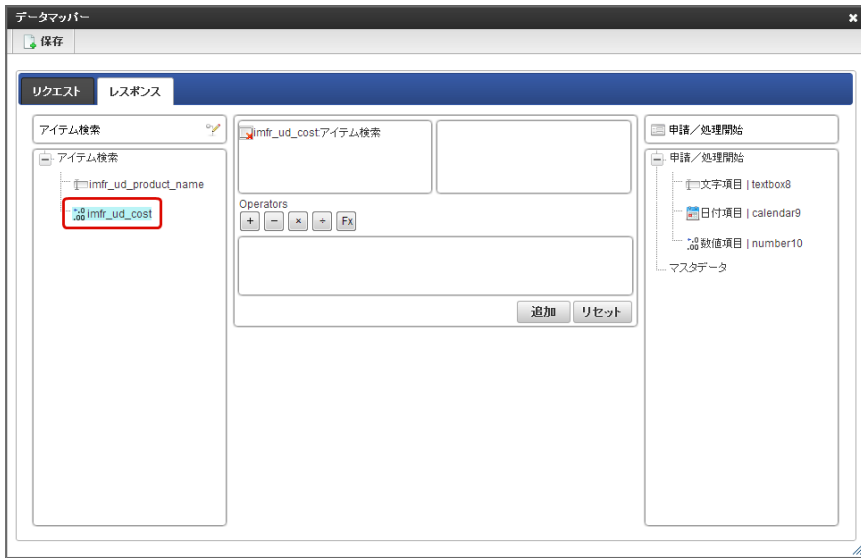 データマッパー
保存
リクエスト レスポンス
アイテム検索
アイテム検索
imfr_ud_product_name
imfr_ud_cost
imfr_ud_cost:アイテム検索
Operators
+ - × ÷ Fx
追加 リセット
申請／処理開始
申請／処理開始
文字項目 | textbox8
日付項目 | calendar9
数値項目 | number10
マスタデータ